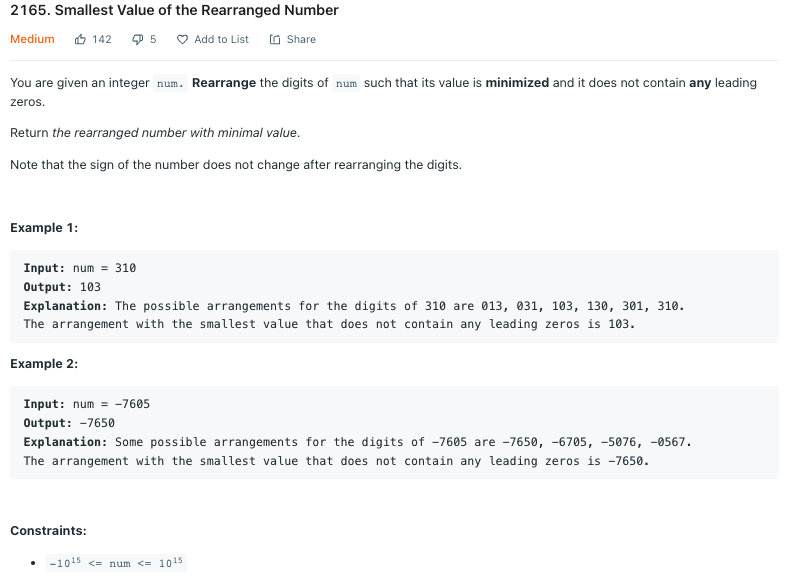 2165. Smallest Value of the Rearranged Number
Medium 142 5 Add to List Share
You are given an integer num. Rearrange the digits of num such that its value is minimized and it does not contain any leading
zeros.
Return the rearranged number with minimal value.
Note that the sign of the number does not change after rearranging the digits.
Example 1:
Input: num = 310
Output: 103
Explanation: The possible arrangements for the digits of 310 are 013, 031, 103, 130, 301, 310.
The arrangement with the smallest value that does not contain any leading zeros is 103.
Example 2:
Input: num = -7605
Output: -7650
Explanation: Some possible arrangements for the digits of -7605 are -7650, -6705, -5076, -0567.
The arrangement with the smallest value that does not contain any leading zeros is -7650.
Constraints:
• -10¹⁵ <= num <= 10¹⁵